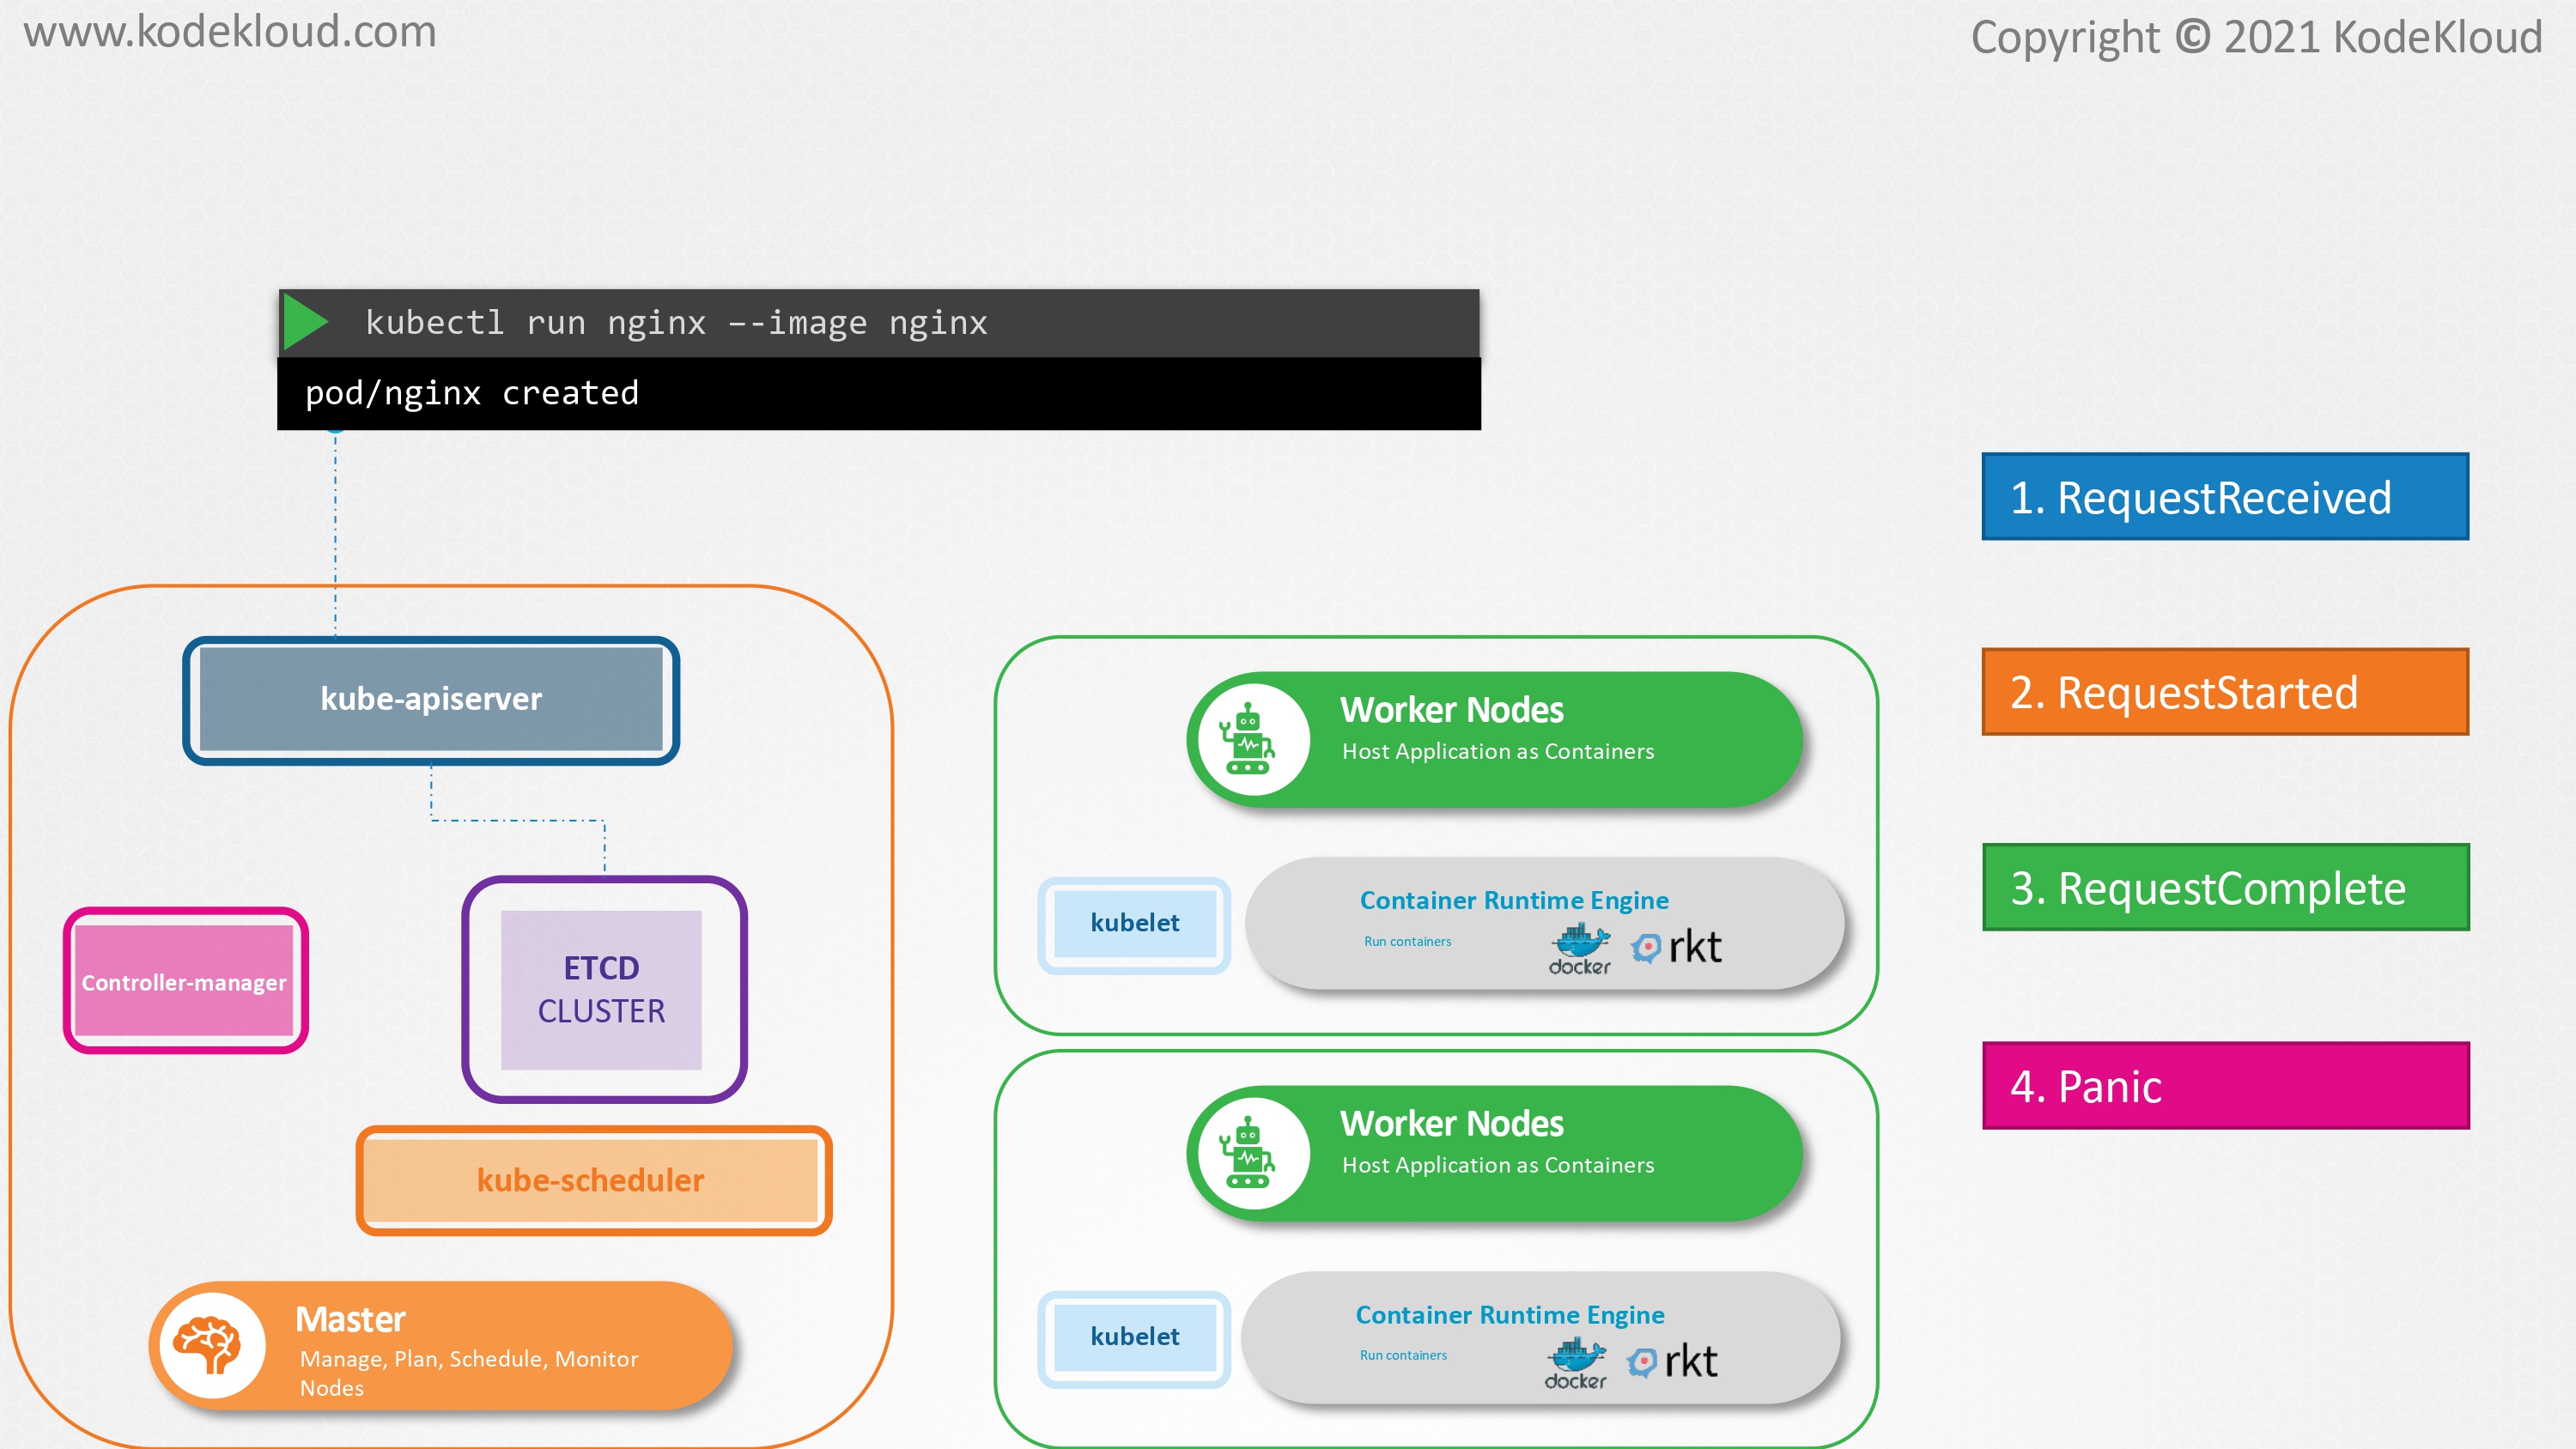 www.kodekloud.com
Copyright © 2021 KodeKloud
kubectl run nginx –-image nginx
pod/nginx created
kube-apiserver
Controller-manager
ETCD
CLUSTER
kube-scheduler
Master
Manage, Plan, Schedule, Monitor
Nodes
Worker Nodes
Host Application as Containers
kubelet
Container Runtime Engine
Run containers
docker
rkt
Worker Nodes
Host Application as Containers
kubelet
Container Runtime Engine
Run containers
docker
rkt
1. RequestReceived
2. RequestStarted
3. RequestComplete
4. Panic